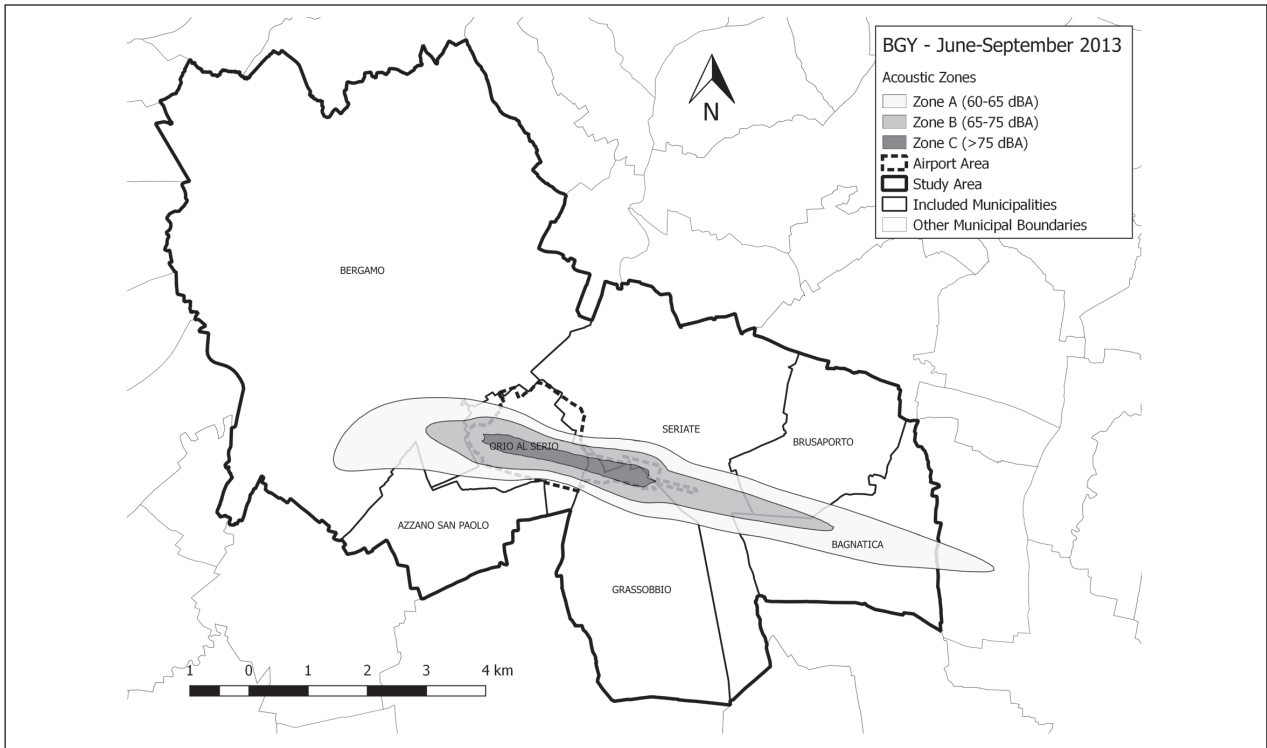 BGY - June-September 2013
Acoustic Zones
Zone A (60-65 dBA)
Zone B (65-75 dBA)
Zone C (>75 dBA)
Airport Area
Study Area
Included Municipalities
Other Municipal Boundaries
N
BERGAMO
SERIATE
BRUSAPORTO
ORIO AL SERIO
AZZANO SAN PAOLO
BAGNATICA
GRASSOBBIO
1 0 1 2 3 4 km